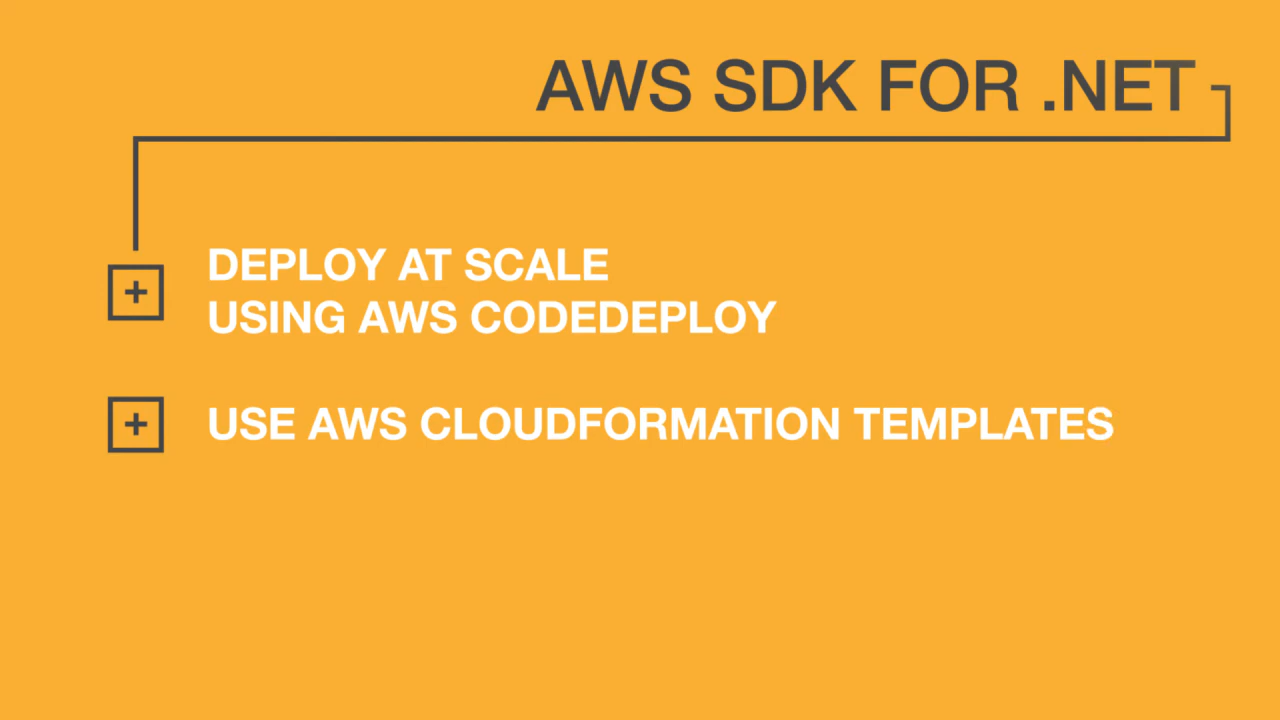 AWS SDK FOR .NET
DEPLOY AT SCALE
USING AWS CODEDEPLOY
USE AWS CLOUDFORMATION TEMPLATES